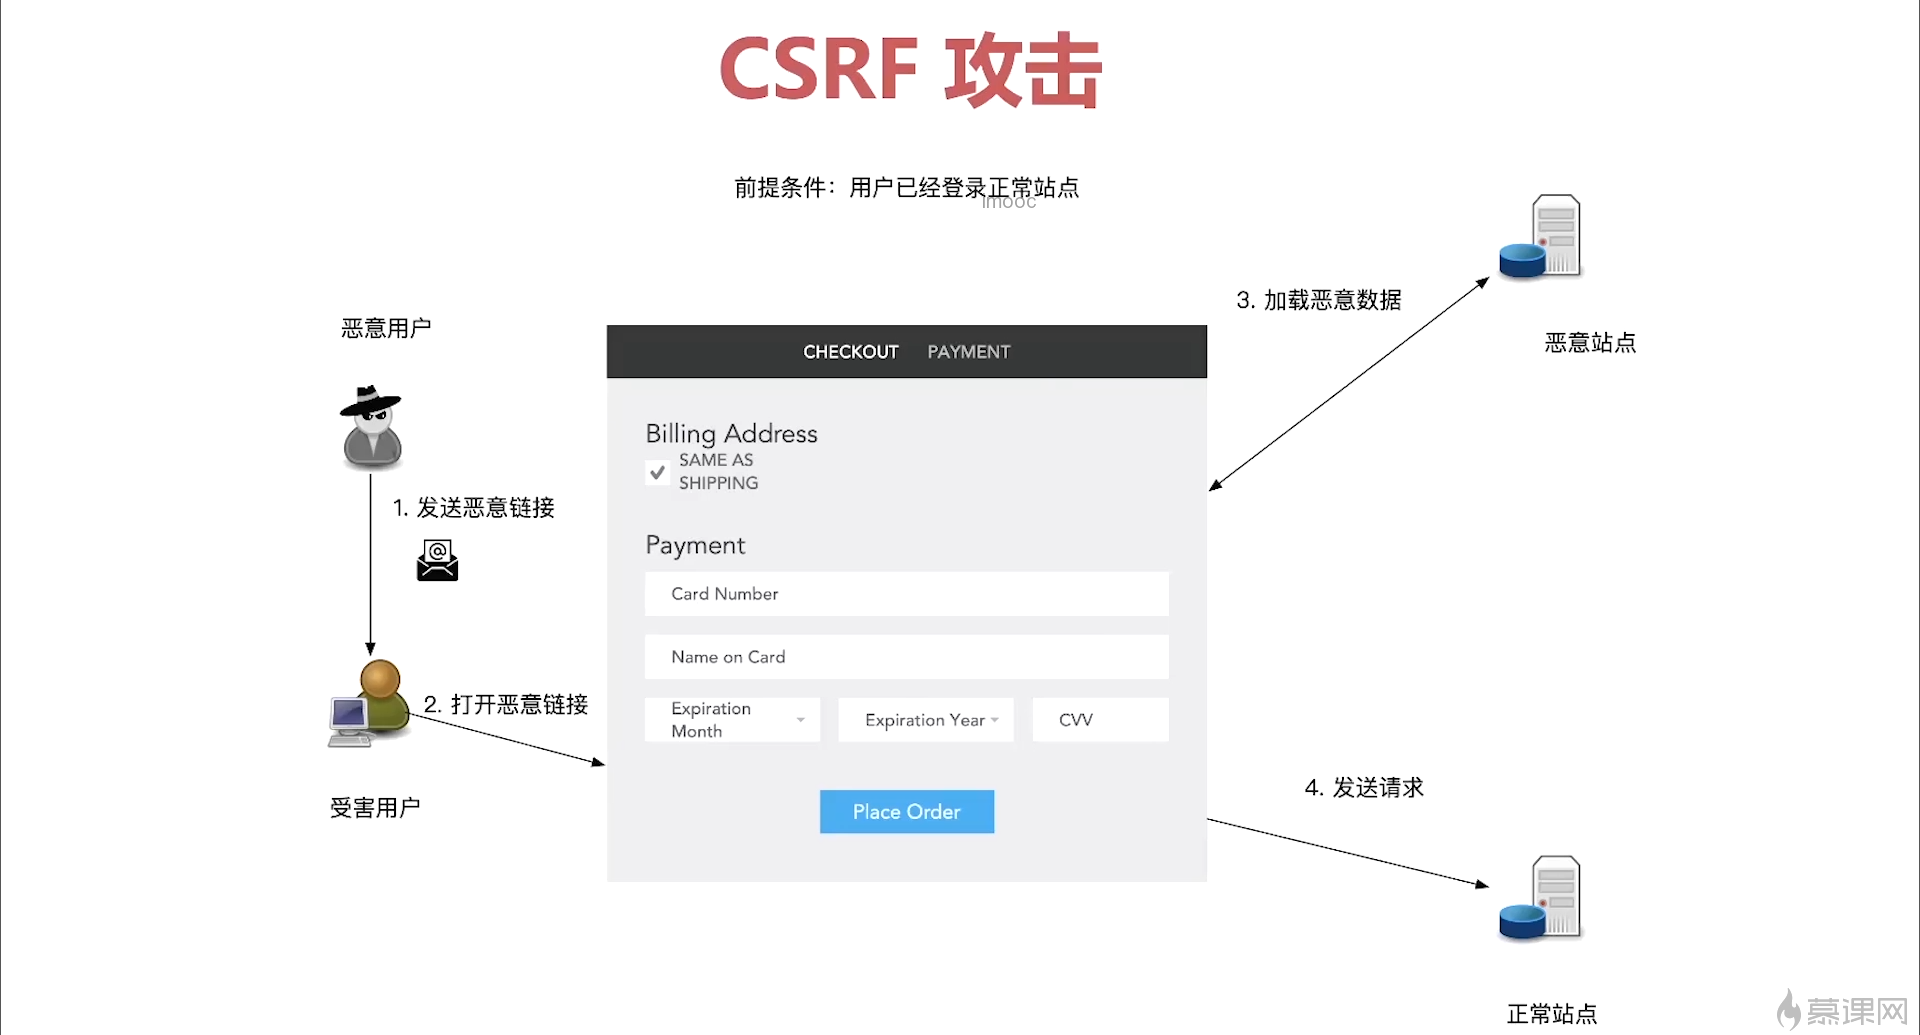 CSRF 攻击
前提条件：用户已经登录正常站点
imooc
3. 加载恶意数据
恶意站点
恶意用户
CHECKOUT PAYMENT
Billing Address
SAME AS
SHIPPING
1. 发送恶意链接
@
Payment
Card Number
Name on Card
2. 打开恶意链接
Expiration
Month
Expiration Year
CVV
受害用户
Place Order
4. 发送请求
正常站点
慕课网